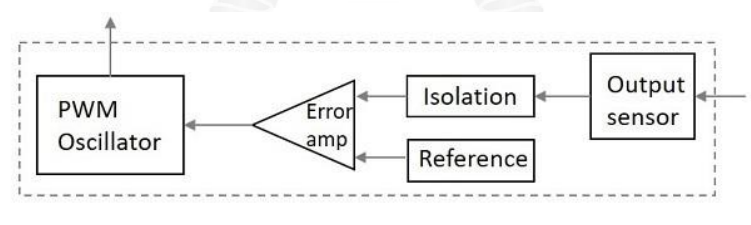 PWM
Oscillator
Error
amp
Isolation
Reference
Output
sensor